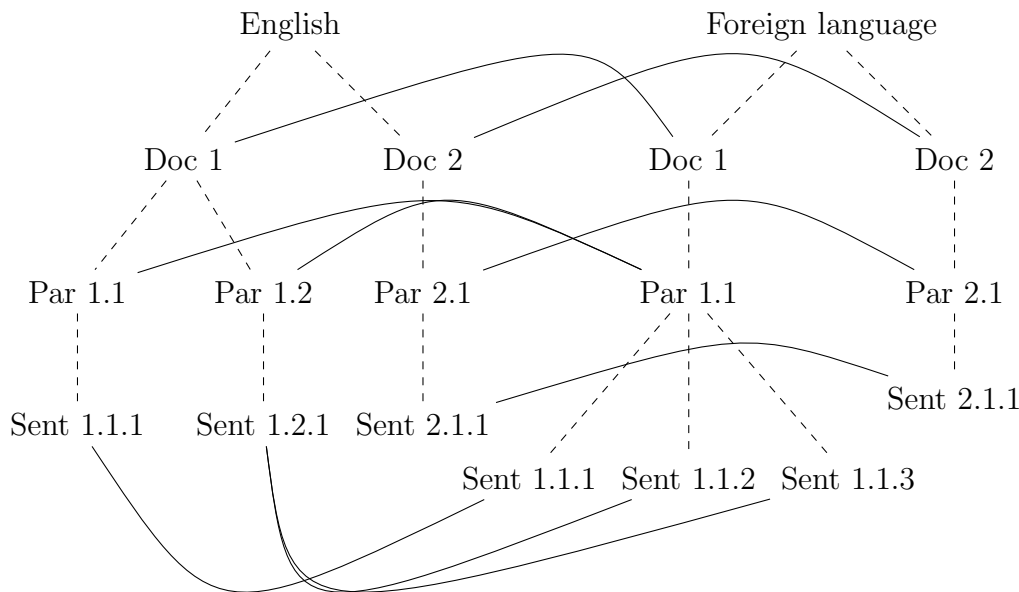 English Foreign language
Doc 1 Doc 2 Doc 1 Doc 2
Par 1.1 Par 1.2 Par 2.1 Par 1.1 Par 2.1
Sent 2.1.1
Sent 1.1.1 Sent 1.2.1 Sent 2.1.1
Sent 1.1.1 Sent 1.1.2 Sent 1.1.3